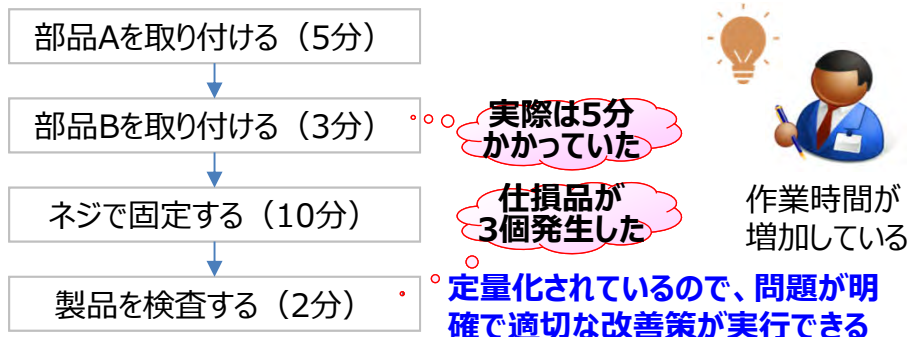 部品Aを取り付ける（5分）
部品Bを取り付ける（3分）
実際は5分
かかっていた
ネジで固定する（10分）
仕損品が
3個発生した
作業時間が
増加している
製品を検査する（2分）
定量化されているので、問題が明
確で適切な改善策が実行できる